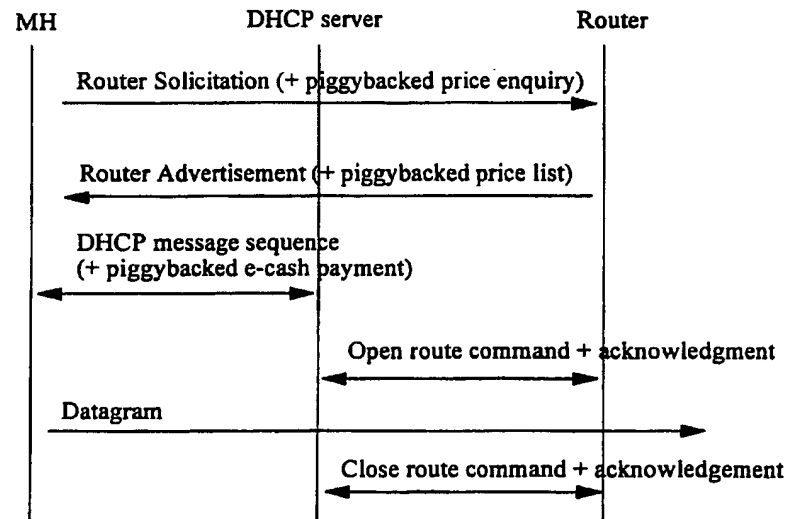 MH DHCP server Router
Router Solicitation (+ piggybacked price enquiry)
Router Advertisement (+ piggybacked price list)
DHCP message sequence
(+ piggybacked e-cash payment)
Open route command + acknowledgment
Datagram
Close route command + acknowledgement